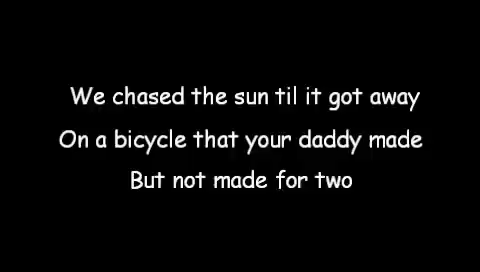 We chased the sun til it got away
On a bicycle that your daddy made
But not made for two